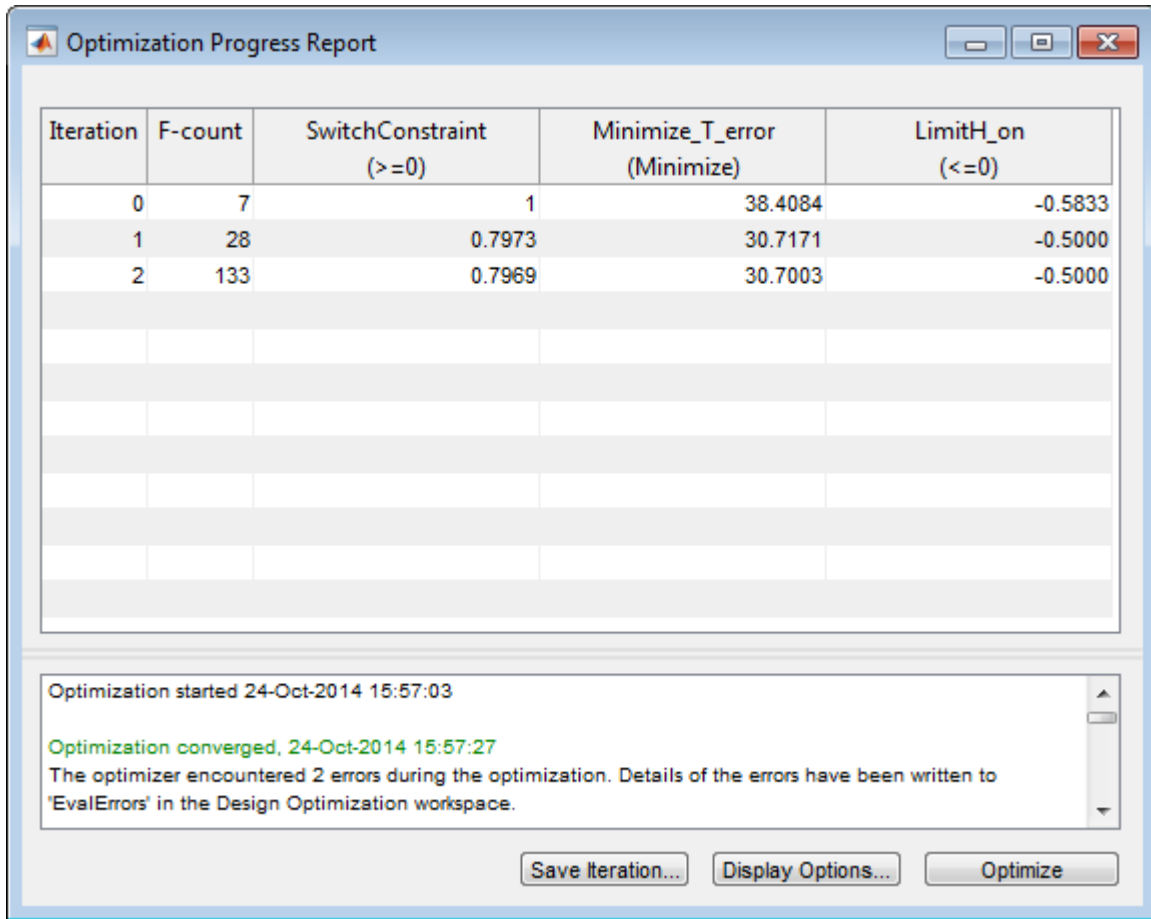 Optimization Progress Report
Iteration F-count SwitchConstraint Minimize_T_error LimitH_on
(>=0) (Minimize) (<=0)
0 7 1 38.4084 -0.5833
1 28 0.7973 30.7171 -0.5000
2 133 0.7969 30.7003 -0.5000
Optimization started 24-Oct-2014 15:57:03
Optimization converged, 24-Oct-2014 15:57:27
The optimizer encountered 2 errors during the optimization. Details of the errors have been written to
'EvalErrors' in the Design Optimization workspace.
Save Iteration... Display Options... Optimize